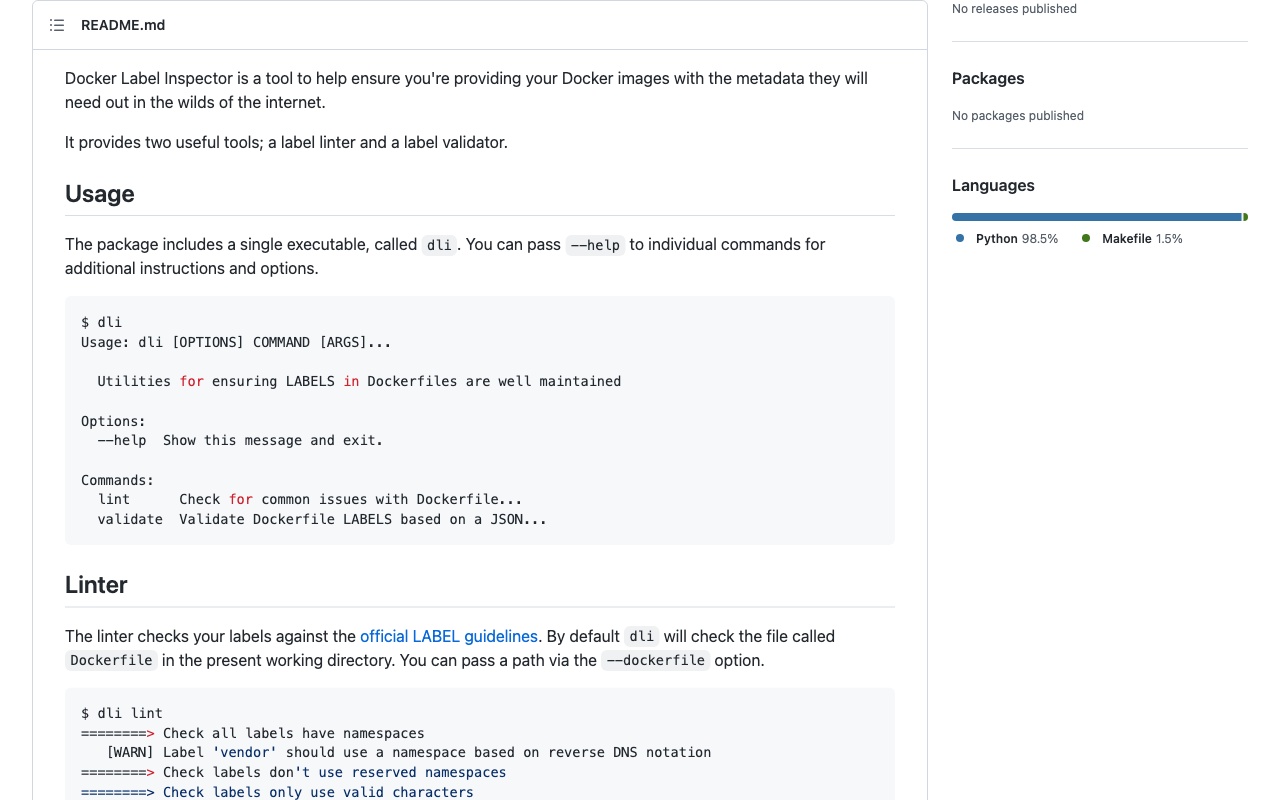 README.md
Docker Label Inspector is a tool to help ensure you're providing your Docker images with the metadata they will
need out in the wilds of the internet.
It provides two useful tools; a label linter and a label validator.
Usage
The package includes a single executable, called dli. You can pass --help to individual commands for
additional instructions and options.
$ dli
Usage: dli [OPTIONS] COMMAND [ARGS]...
Utilities for ensuring LABELS in Dockerfiles are well maintained
Options:
--help  Show this message and exit.
Commands:
lint      Check for common issues with Dockerfile...
validate  Validate Dockerfile LABELS based on a JSON...
Linter
The linter checks your labels against the official LABEL guidelines. By default dli will check the file called
Dockerfile in the present working directory. You can pass a path via the --dockerfile option.
$ dli lint
========> Check all labels have namespaces
[WARN] Label 'vendor' should use a namespace based on reverse DNS notation
========> Check labels don't use reserved namespaces
========> Check labels only use valid characters
No releases published
Packages
No packages published
Languages
Python 98.5% Makefile 1.5%